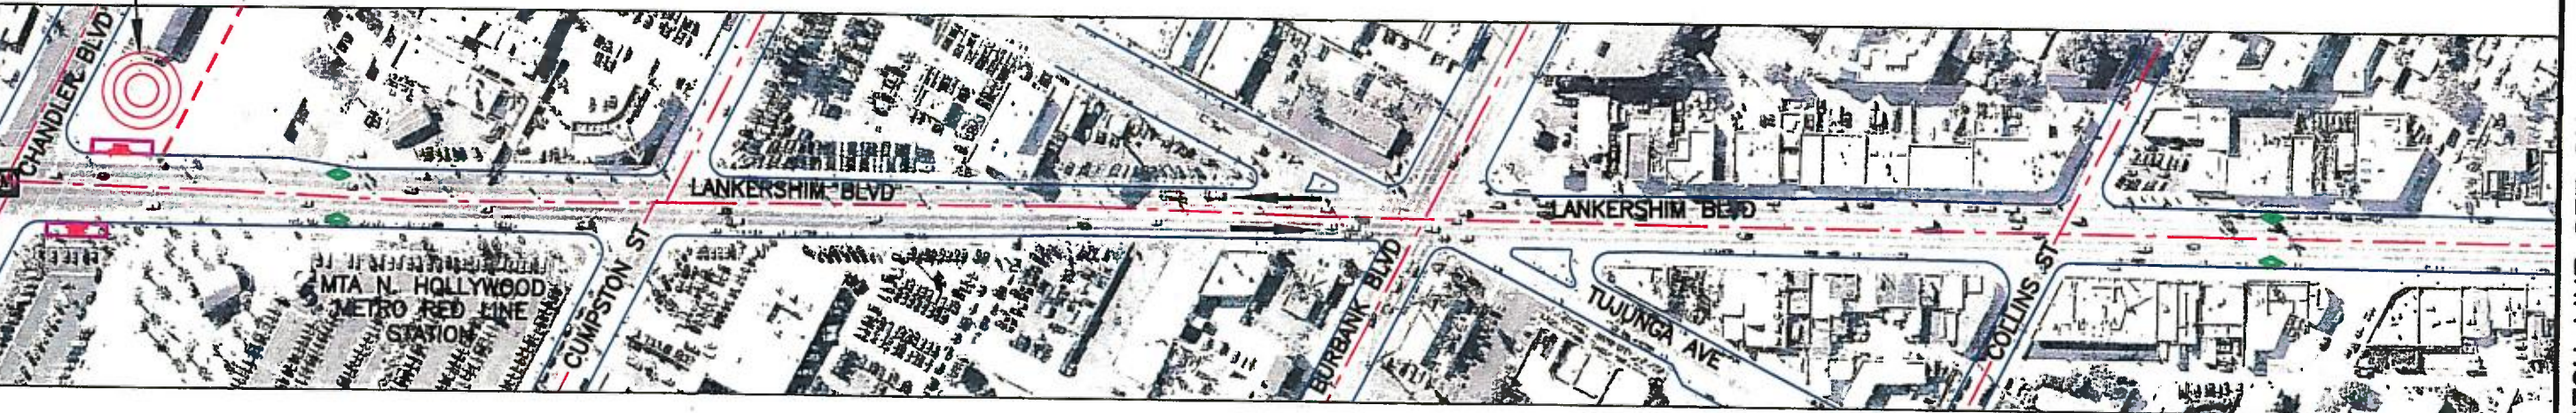 CHANDLER BLVD
LANKERSHIM BLVD
LANKERSHIM BLVD
MTA N. HOLLYWOOD
METRO RED LINE
STATION
CUMPSTON ST
BURBANK BLVD
TUJUNGA AVE
COLLINS ST